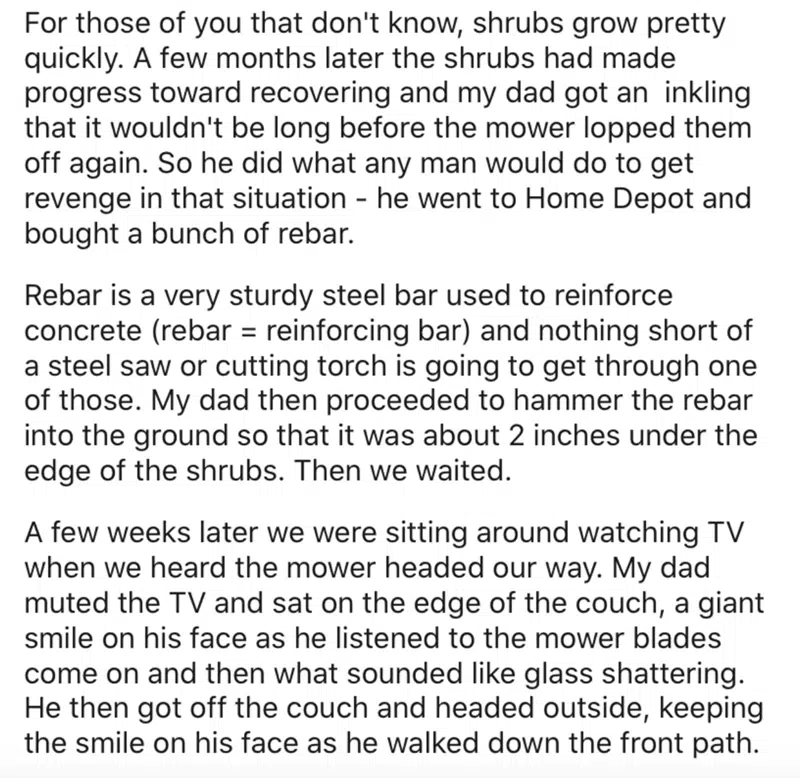 For those of you that don't know, shrubs grow pretty
quickly. A few months later the shrubs had made
progress toward recovering and my dad got an  inkling
that it wouldn't be long before the mower lopped them
off again. So he did what any man would do to get
revenge in that situation - he went to Home Depot and
bought a bunch of rebar.
Rebar is a very sturdy steel bar used to reinforce
concrete (rebar = reinforcing bar) and nothing short of
a steel saw or cutting torch is going to get through one
of those. My dad then proceeded to hammer the rebar
into the ground so that it was about 2 inches under the
edge of the shrubs. Then we waited.
A few weeks later we were sitting around watching TV
when we heard the mower headed our way. My dad
muted the TV and sat on the edge of the couch, a giant
smile on his face as he listened to the mower blades
come on and then what sounded like glass shattering.
He then got off the couch and headed outside, keeping
the smile on his face as he walked down the front path.